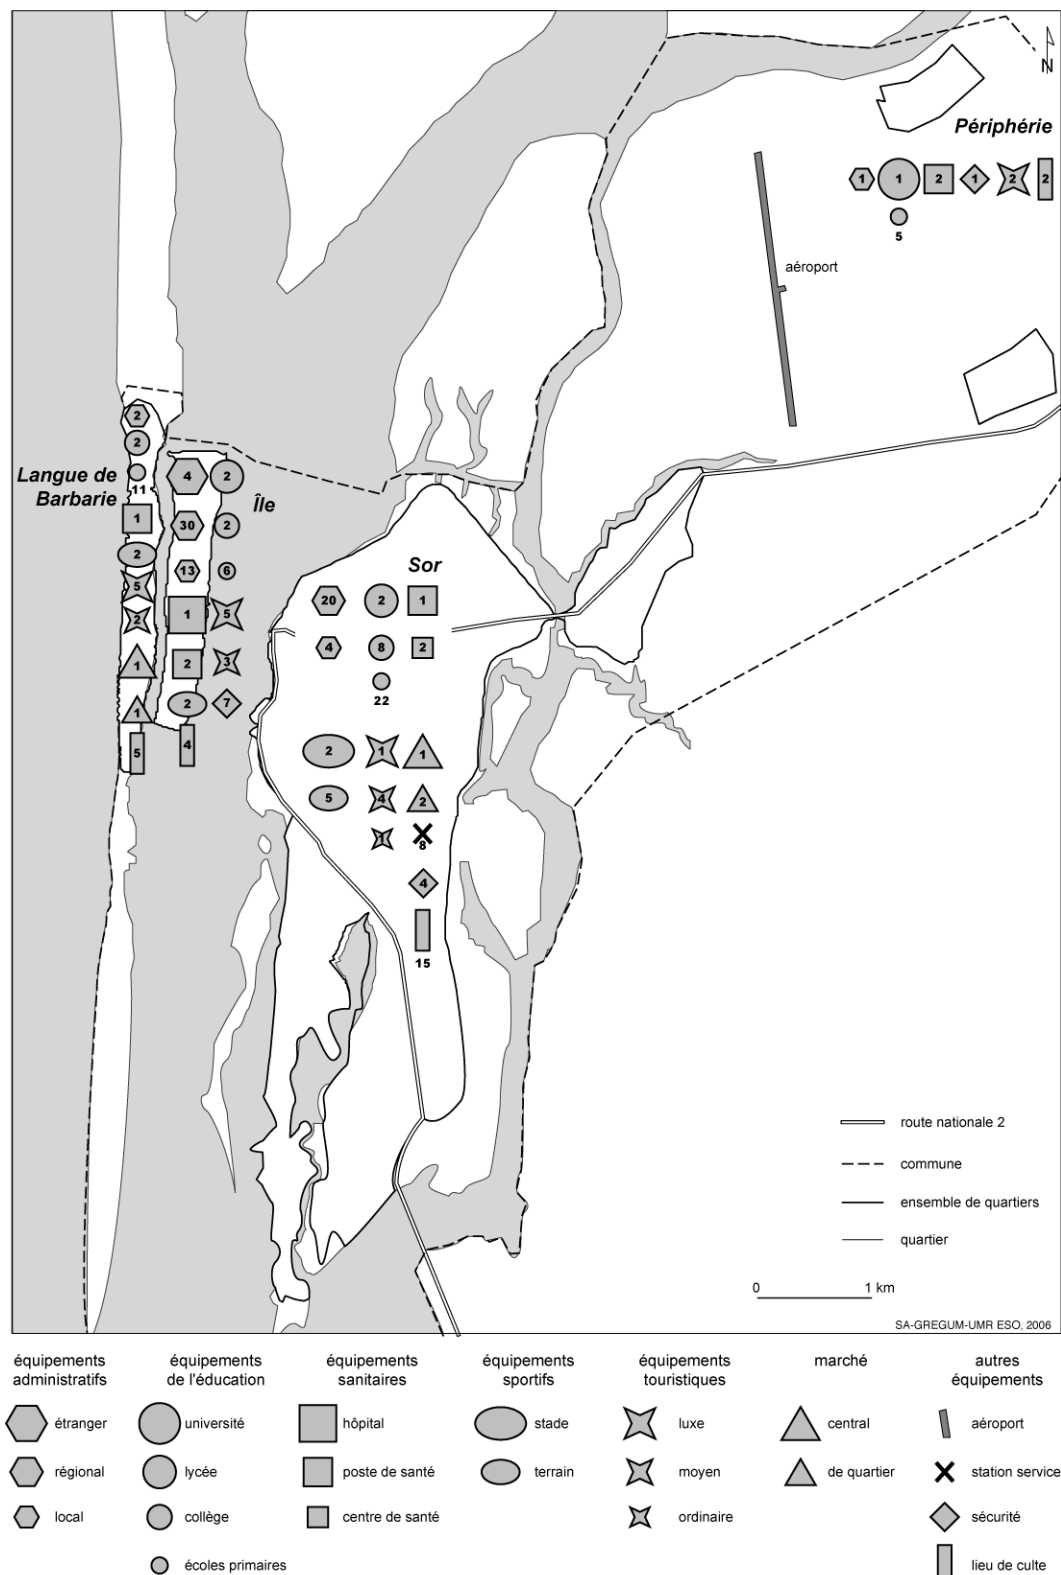 N
Périphérie
1 1 2 1 2 2
5
aéroport
2
2
Langue de
Barbarie
11
1
2
5
2
1
1
5
Île
4 2
30 2
13 6
1 5
2 3
2 7
4
Sor
20 2 1
4 8 2
22
2 1 1
5 4 2
1 8
4
15
route nationale 2
commune
ensemble de quartiers
quartier
0 1 km
SA-GREGUM-UMR ESO, 2006
équipements
administratifs
étranger
régional
local
équipements
de l'éducation
université
lycée
collège
écoles primaires
équipements
sanitaires
hôpital
poste de santé
centre de santé
équipements
sportifs
stade
terrain
équipements
touristiques
luxe
moyen
ordinaire
marché
central
de quartier
autres
équipements
aéroport
station service
sécurité
lieu de culte